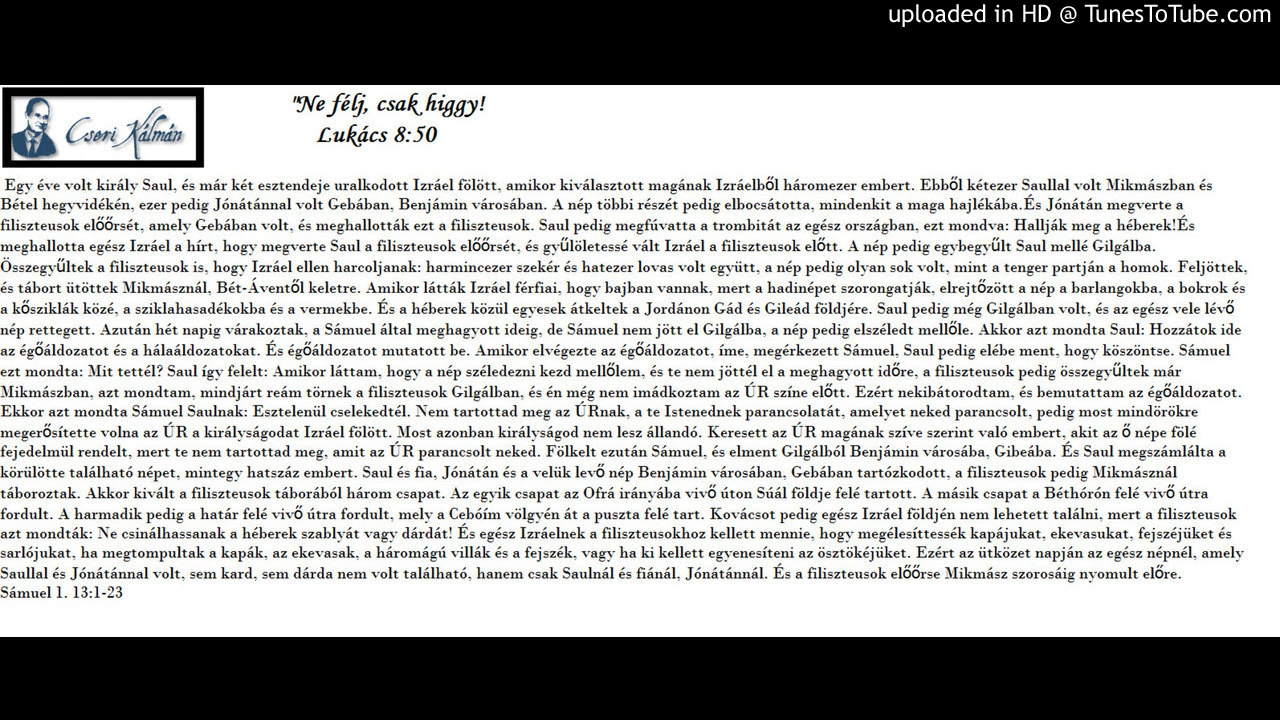 uploaded in HD @ TunesToTube.com
Cseri Kálmán
"Ne félj, csak higgy!
Lukács 8:50
Egy éve volt király Saul, és már két esztendeje uralkodott Izráel fölött, amikor kiválasztott magának Izráelből háromezer embert. Ebből kétezer Saullal volt Mikmászban és
Bétel hegyvidékén, ezer pedig Jónátánnal volt Gebában, Benjámin városában. A nép többi részét pedig elbocsátotta, mindenkit a maga hajlékába.És Jónátán megverte a
filiszteusok előőrsét, amely Gebában volt, és meghallották ezt a filiszteusok. Saul pedig megfúvatta a trombitát az egész országban, ezt mondva: Hallják meg a héberek!És
meghallotta egész Izráel a hírt, hogy megverte Saul a filiszteusok előőrsét, és gyűlöletessé vált Izráel a filiszteusok előtt. A nép pedig egybegyűlt Saul mellé Gilgálba.
Összegyűltek a filiszteusok is, hogy Izráel ellen harcoljanak: harmincezer szekér és hatezer lovas volt együtt, a nép pedig olyan sok volt, mint a tenger partján a homok. Feljöttek,
és tábort ütöttek Mikmásznál, Bét-Áventől keletre. Amikor látták Izráel férfiai, hogy bajban vannak, mert a hadinépet szorongatják, elrejtőzött a nép a barlangokba, a bokrok és
a kősziklák közé, a sziklahasadékokba és a vermekbe. És a héberek közül egyesek átkeltek a Jordánon Gád és Gileád földjére. Saul pedig még Gilgálban volt, és az egész vele lévő
nép rettegett. Azután hét napig várakoztak, a Sámuel által meghagyott ideig, de Sámuel nem jött el Gilgálba, a nép pedig elszéledt mellőle. Akkor azt mondta Saul: Hozzátok ide
az égőáldozatot és a hálaáldozatokat. És égőáldozatot mutatott be. Amikor elvégezte az égőáldozatot, íme, megérkezett Sámuel, Saul pedig elébe ment, hogy köszöntse. Sámuel
ezt mondta: Mit tettél? Saul így felelt: Amikor láttam, hogy a nép széledezni kezd mellőlem, és te nem jöttél el a meghagyott időre, a filiszteusok pedig összegyűltek már
Mikmászban, azt mondtam, mindjárt reám törnek a filiszteusok Gilgálban, és én még nem imádkoztam az ÚR színe előtt. Ezért nekibátorodtam, és bemutattam az égőáldozatot.
Ekkor azt mondta Sámuel Saulnak: Esztelenül cselekedtél. Nem tartottad meg az ÚRnak, a te Istenednek parancsolatát, amelyet neked parancsolt, pedig most mindörökre
megerősítette volna az ÚR a királyságodat Izráel fölött. Most azonban királyságod nem lesz állandó. Keresett az ÚR magának szíve szerint való embert, akit az ő népe fölé
fejedelmül rendelt, mert te nem tartottad meg, amit az ÚR parancsolt neked. Fölkelt ezután Sámuel, és elment Gilgálból Benjámin városába, Gibeába. És Saul megszámlálta a
körülötte található népet, mintegy hatszáz embert. Saul és fia, Jónátán és a velük levő nép Benjámin városában, Gebában tartózkodott, a filiszteusok pedig Mikmásznál
táboroztak. Akkor kivált a filiszteusok táborából három csapat. Az egyik csapat az Ofrá irányába vivő úton Súál földje felé tartott. A másik csapat a Béthórón felé vivő útra
fordult. A harmadik pedig a határ felé vivő útra fordult, mely a Cebóím völgyén át a puszta felé tart. Kovácsot pedig egész Izráel földjén nem lehetett találni, mert a filiszteusok
azt mondták: Ne csinálhassanak a héberek szablyát vagy dárdát! És egész Izráelnek a filiszteusokhoz kellett mennie, hogy megélesíttessék kapájukat, ekevasukat, fejszéjüket és
sarlójukat, ha megtompultak a kapák, az ekevasak, a háromágú villák és a fejszék, vagy ha ki kellett egyenesíteni az ösztökéjüket. Ezért az ütközet napján az egész népnél, amely
Saullal és Jónátánnal volt, sem kard, sem dárda nem volt található, hanem csak Saulnál és fiánál, Jónátánnál. És a filiszteusok előőrse Mikmász szorosáig nyomult előre.
Sámuel 1. 13:1-23